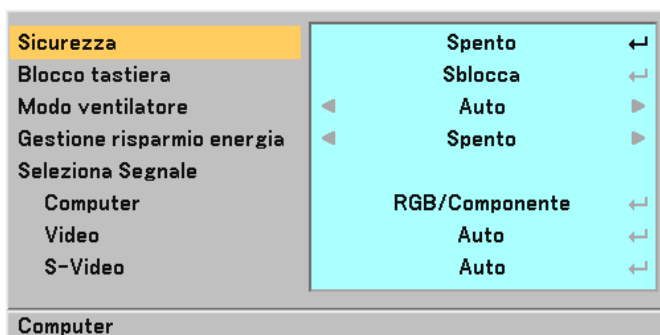 Sicurezza Spento
Blocco tastiera Sblocca
Modo ventilatore Auto
Gestione risparmio energia Spento
Seleziona Segnale
Computer RGB/Componente
Video Auto
S-Video Auto
Computer